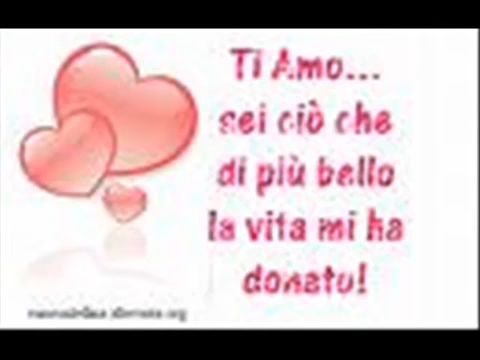 Ti Amo...
sei ciò che
di più bello
la vita mi ha
donato!